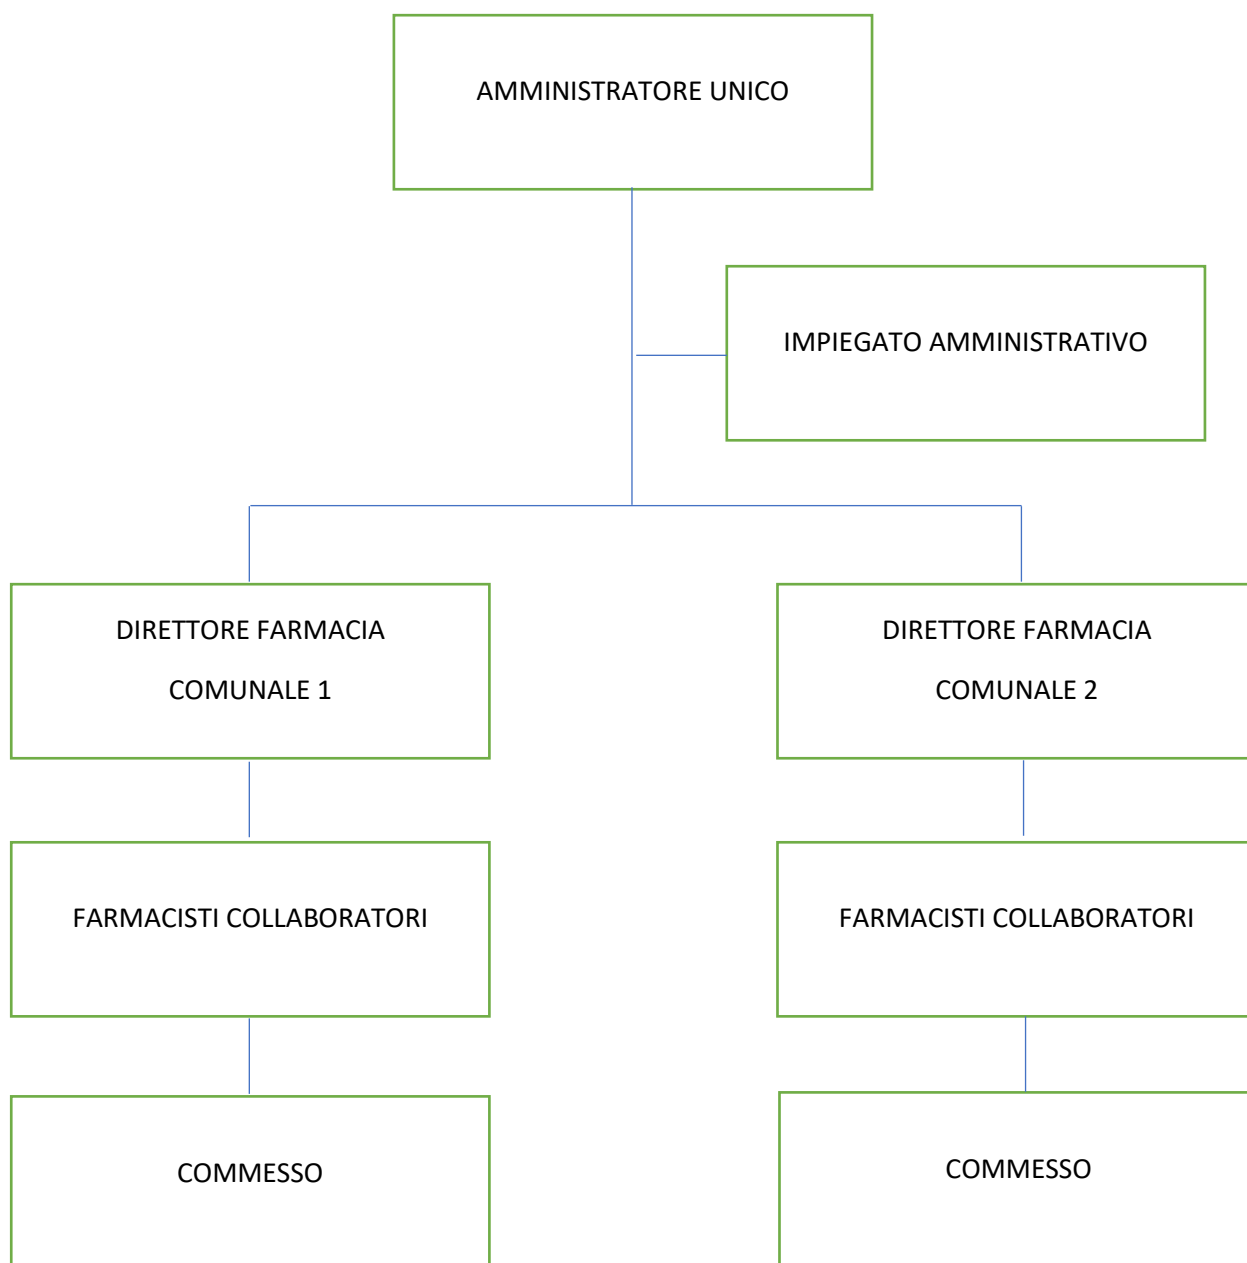 AMMINISTRATORE UNICO
IMPIEGATO AMMINISTRATIVO
DIRETTORE FARMACIA
COMUNALE 1
DIRETTORE FARMACIA
COMUNALE 2
FARMACISTI COLLABORATORI
FARMACISTI COLLABORATORI
COMMESSO
COMMESSO